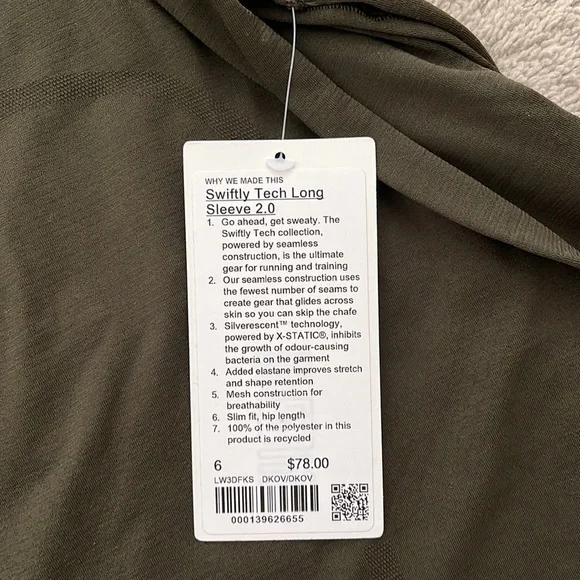 WHY WE MADE THIS
Swiftly Tech Long
Sleeve 2.0
1. Go ahead, get sweaty. The
Swiftly Tech collection,
powered by seamless
construction, is the ultimate
gear for running and training
2. Our seamless construction uses
the fewest number of seams to
create gear that glides across
skin so you can skip the chafe
3. Silverescent™ technology,
powered by X-STATIC®, inhibits
the growth of odour-causing
bacteria on the garment
4. Added elastane improves stretch
and shape retention
5. Mesh construction for
breathability
6. Slim fit, hip length
7. 100% of the polyester in this
product is recycled
6 $78.00
LW3DFKS DKOV/DKOV
000139626655